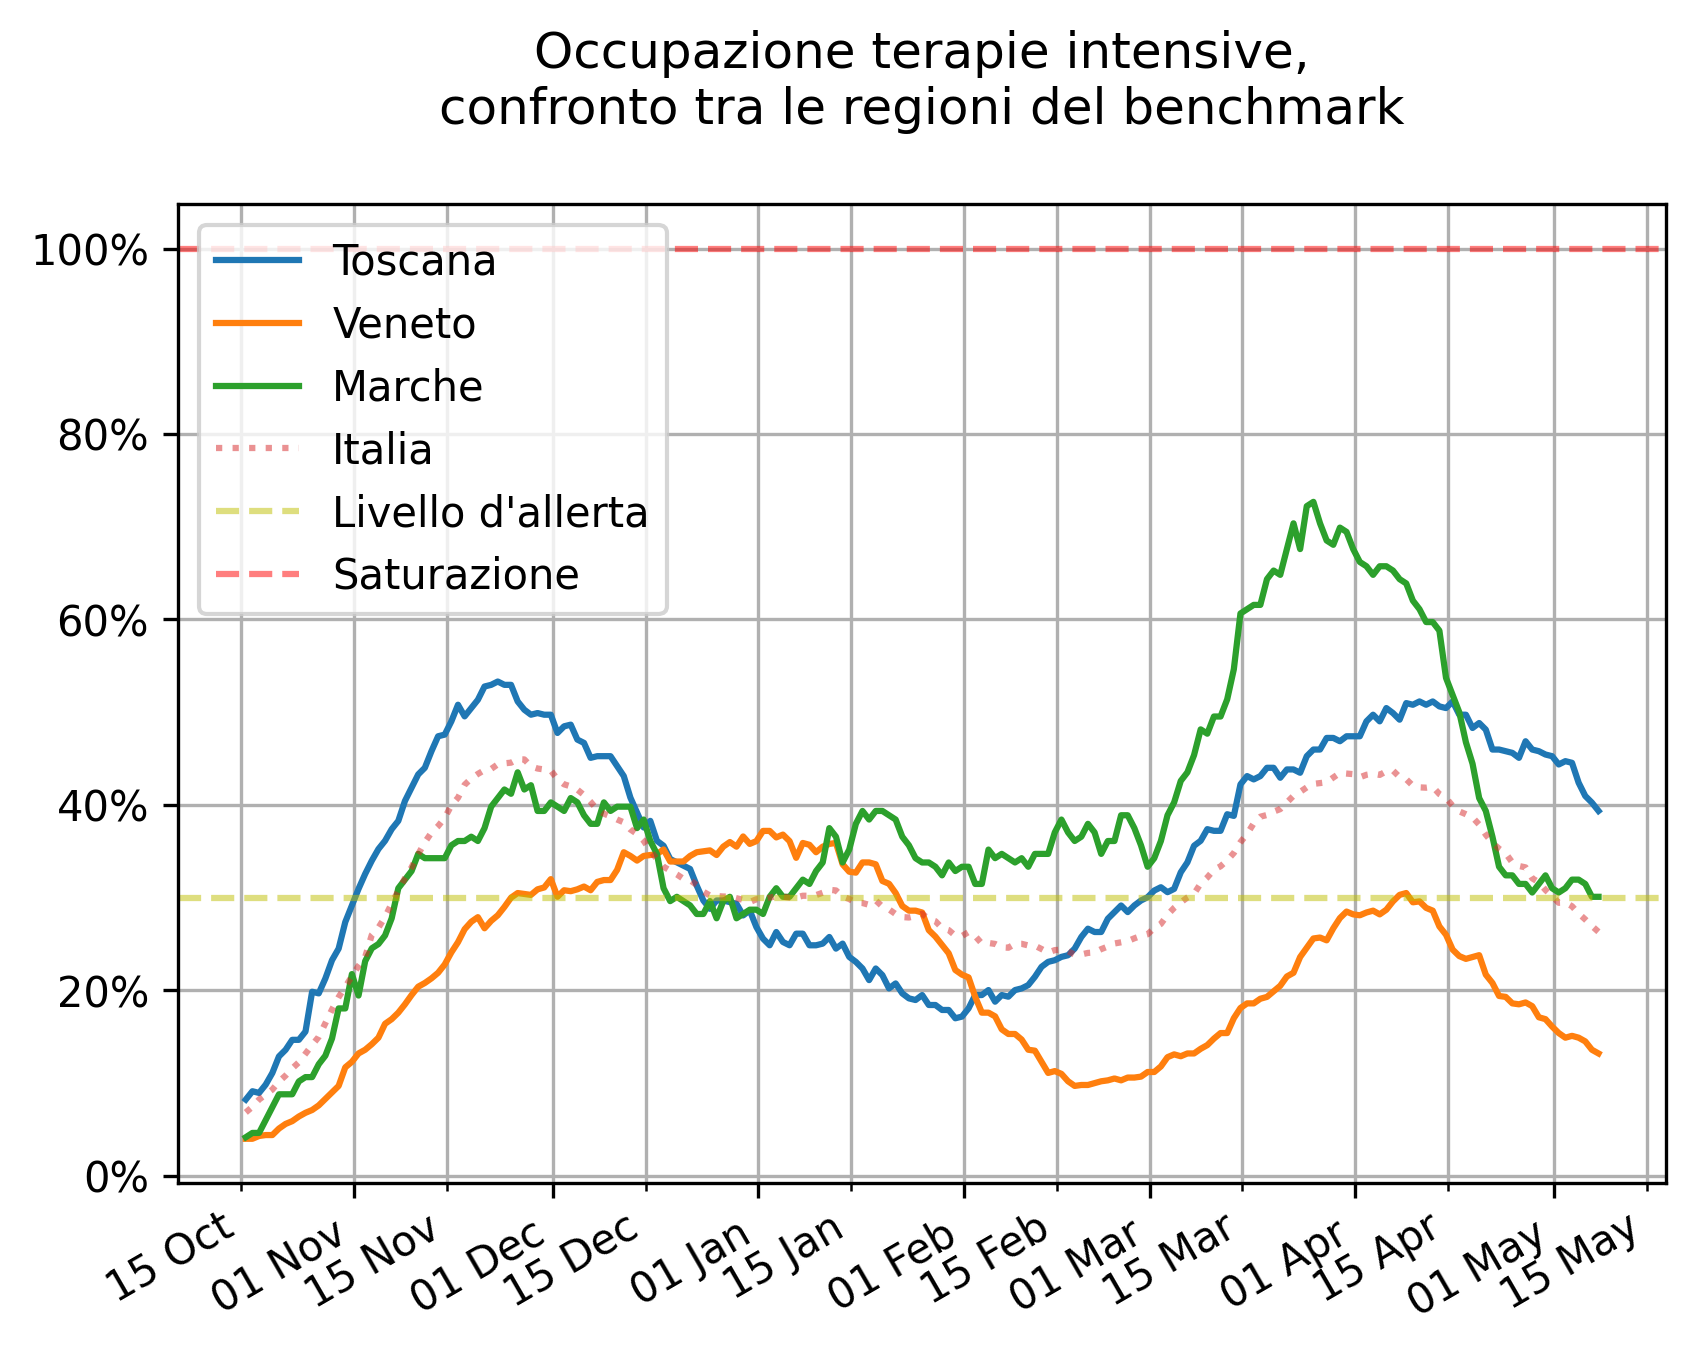 Occupazione terapie intensive,
confronto tra le regioni del benchmark
100%
80%
60%
40%
20%
0%
Toscana
Veneto
Marche
Italia
Livello d'allerta
Saturazione
15 Oct
01 Nov
15 Nov
01 Dec
15 Dec
01 Jan
15 Jan
01 Feb
15 Feb
01 Mar
15 Mar
01 Apr
15 Apr
01 May
15 May